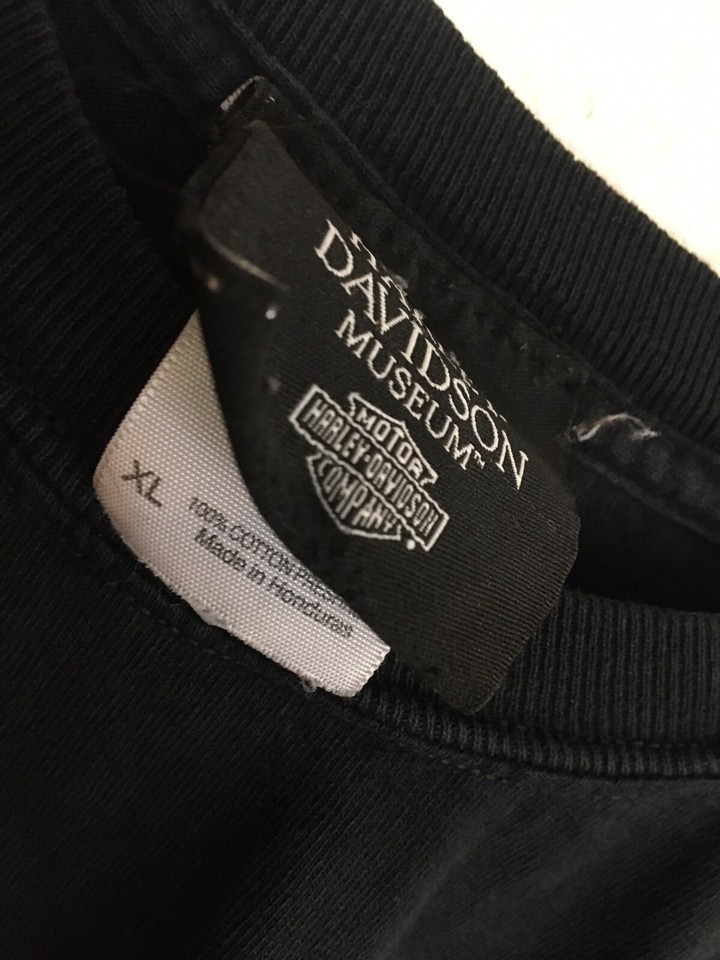 DAVIDSON
MUSEUM™
MOTOR
HARLEY-DAVIDSON
COMPANY
XL
100% COTTON
Made in Honduras